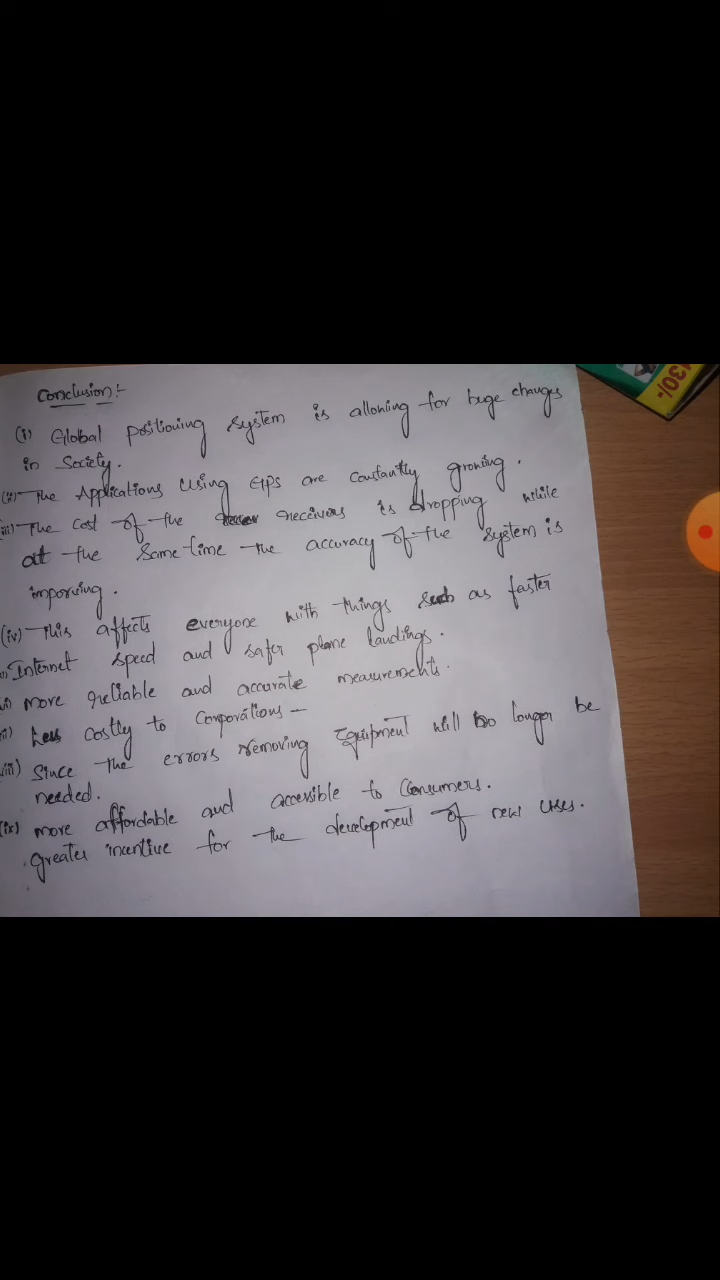 Conclusion :-
(i) Global positioning system is allowing for huge changes
in Society.
(ii) The Applications Using GPS are constantly growing.
(iii) The cost of the receivers is dropping while
at the same time the accuracy of the system is
imporving.
(iv) This affects everyone with things such as faster
Internet speed and safer plane landings.
more reliable and accurate measurements.
Less costly to Corporations –
viii) Since the errors removing Equipment will no longer be
needed.
(ix) more affordable and accessible to Consumers.
greater incentive for the development of new uses.
130/-